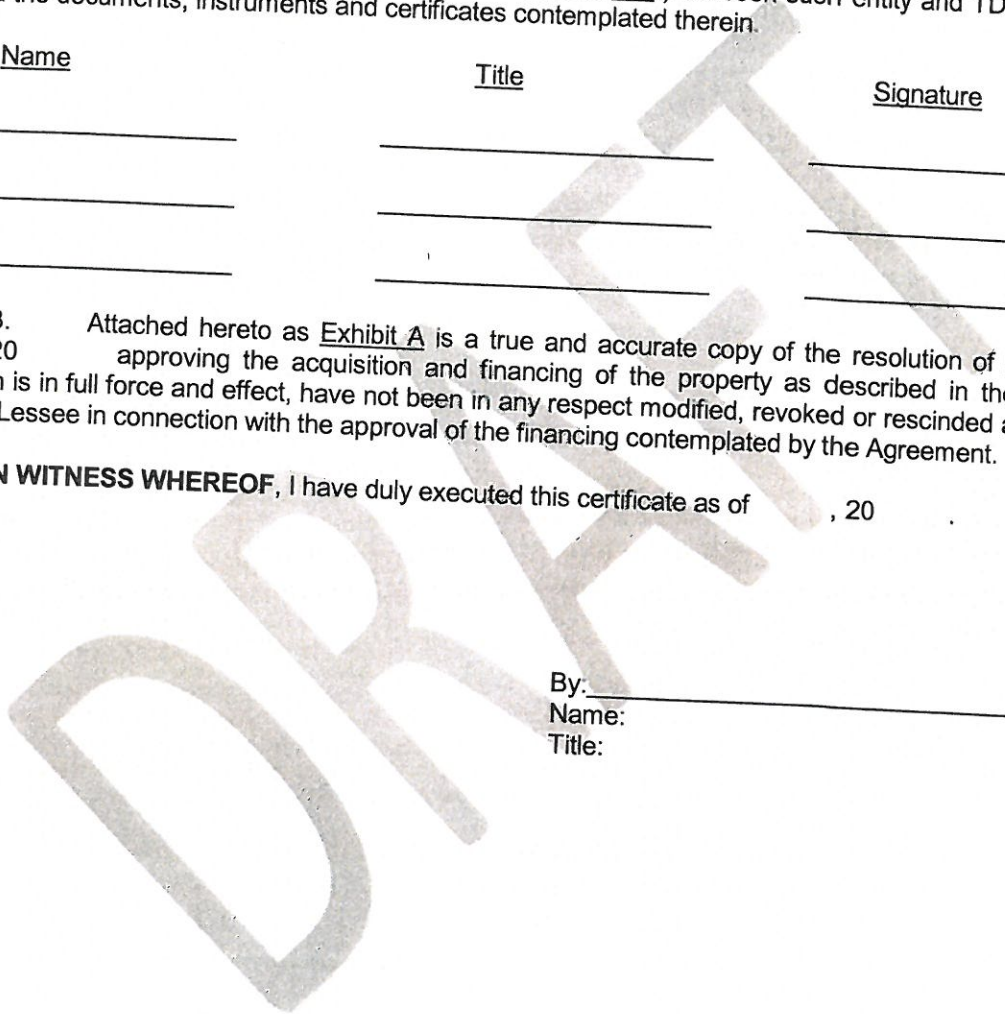 the documents, instruments and certificates contemplated therein.
Name Title Signature
Attached hereto as Exhibit A is a true and accurate copy of the resolution of
20 approving the acquisition and financing of the property as described in the
is in full force and effect, have not been in any respect modified, revoked or rescinded
Lessee in connection with the approval of the financing contemplated by the Agreement.
WITNESS WHEREOF, I have duly executed this certificate as of , 20 .
By:
Name:
Title:
DRAFT